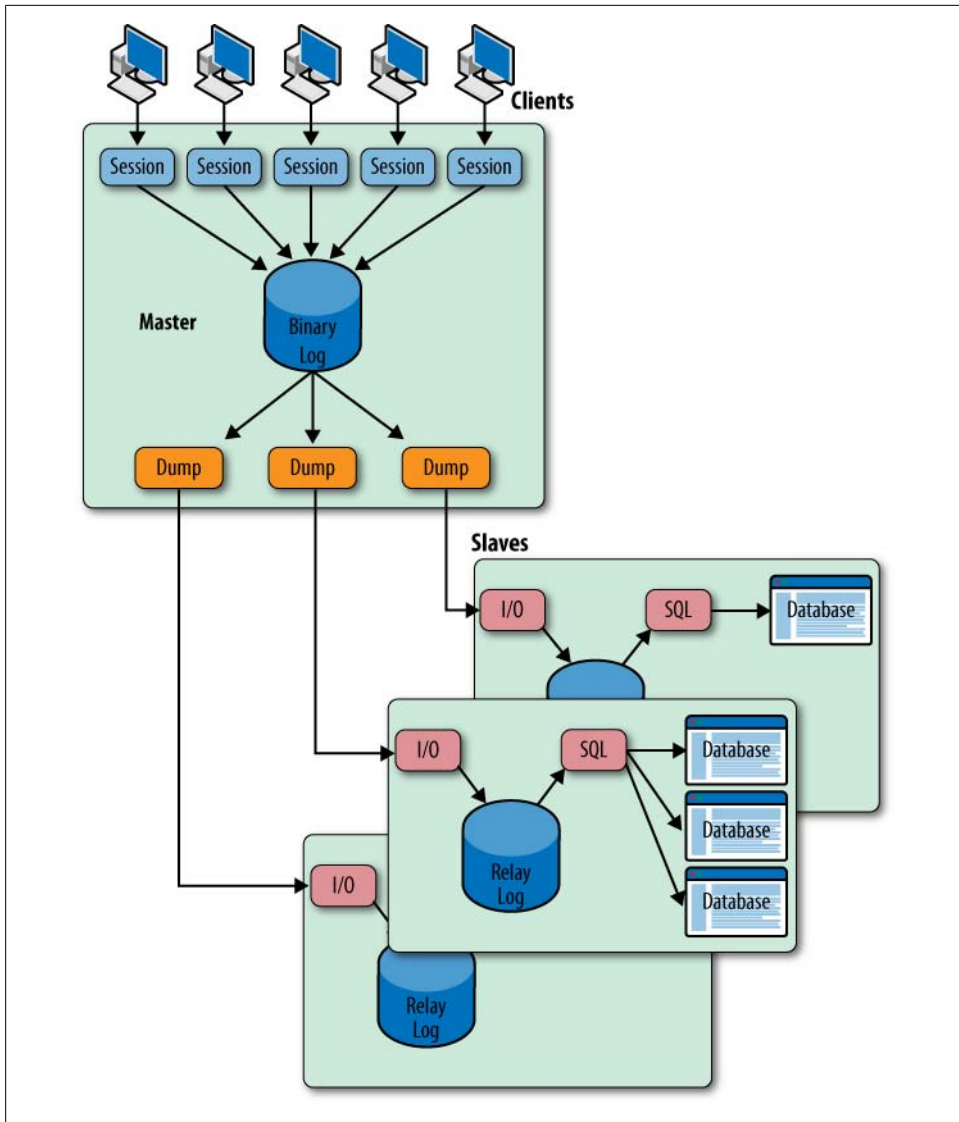 Clients
Session
Session
Session
Session
Session
Master
Binary
Log
Dump
Dump
Dump
Slaves
I/O
SQL
Database
I/O
SQL
Database
Database
Database
Relay
Log
I/O
Relay
Log